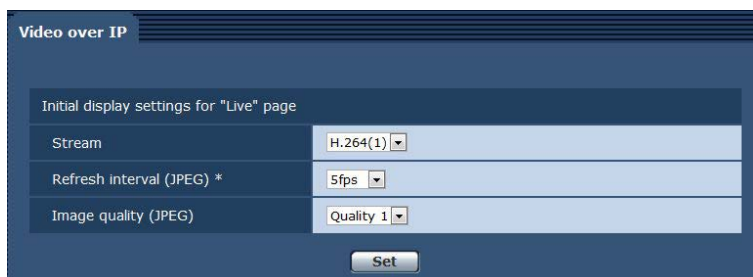 Video over IP
Initial display settings for "Live" page
Stream H.264(1)
Refresh interval (JPEG) * 5fps
Image quality (JPEG) Quality 1
Set